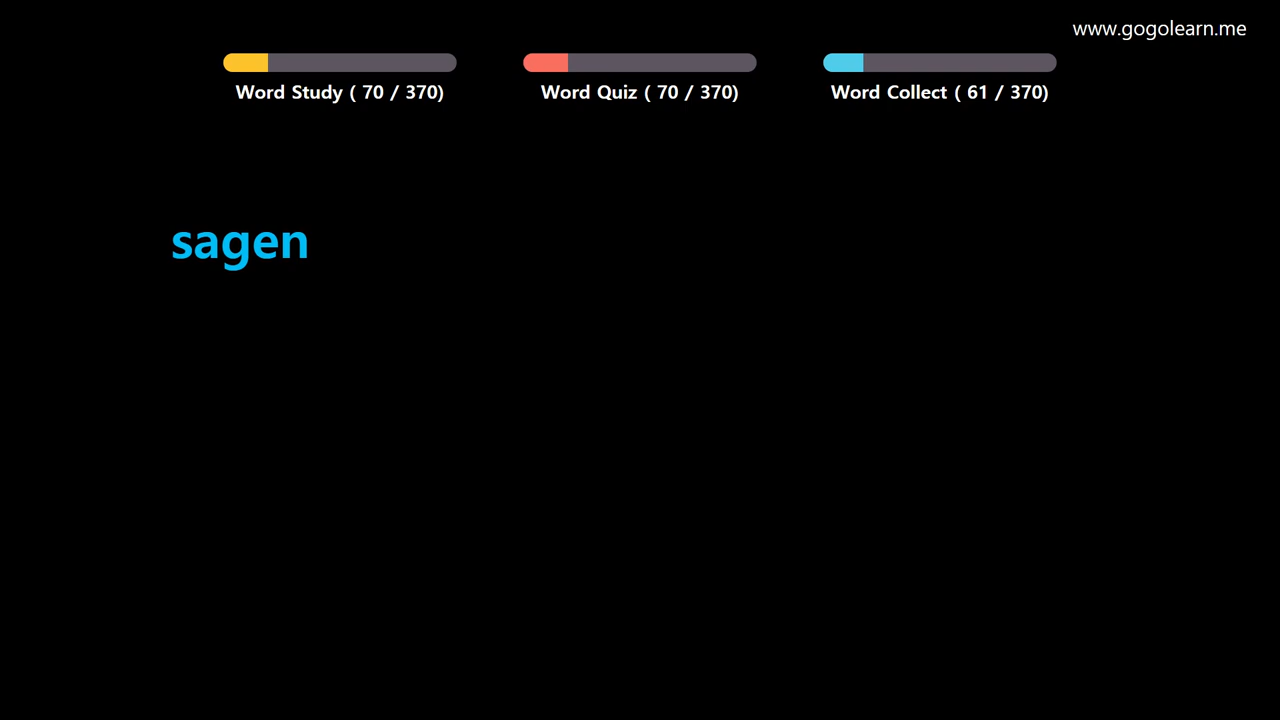 www.gogolearn.me
Word Study ( 70 / 370)
Word Quiz ( 70 / 370)
Word Collect ( 61 / 370)
sagen